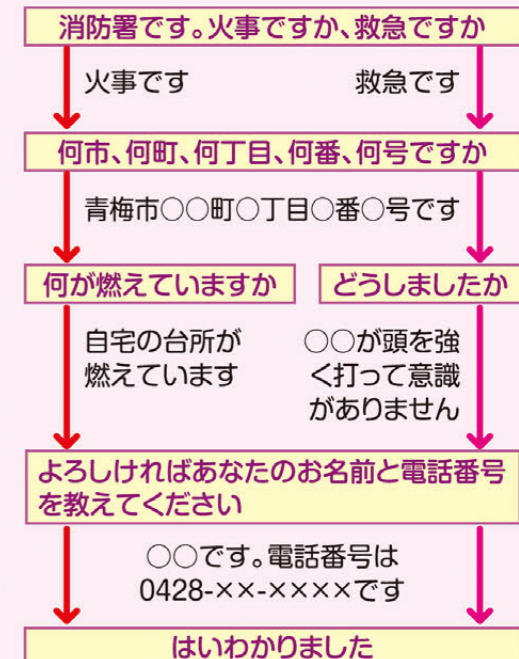 消防署です。火事ですか、救急ですか
火事です
救急です
何市、何町、何丁目、何番、何号ですか
青梅市○○町○丁目○番○号です
何が燃えていますか
どうしましたか
自宅の台所が
燃えています
○○が頭を強
く打って意識
がありません
よろしければあなたのお名前と電話番号
を教えてください
○○です。電話番号は
0428-××-××××です
はいわかりました